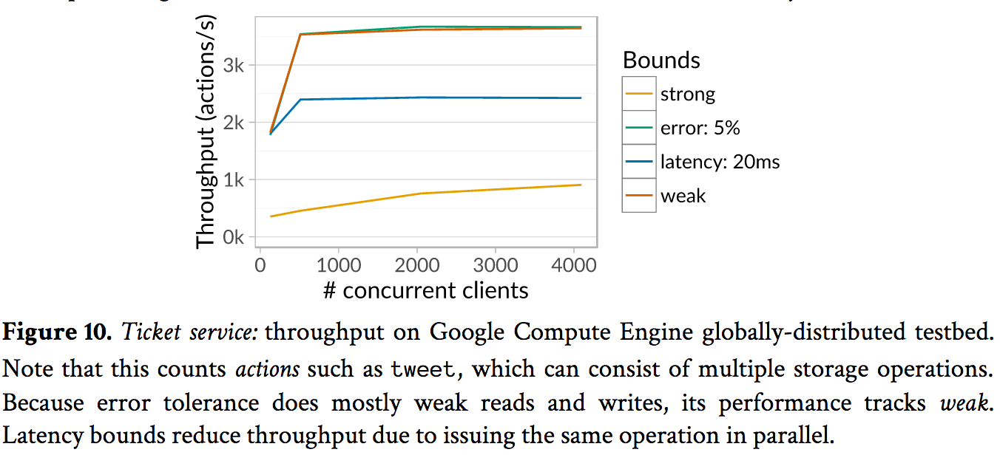 Throughput (actions/s)
3k
2k
1k
0k
0 1000 2000 3000 4000
# concurrent clients
Bounds
strong
error: 5%
latency: 20ms
weak
Figure 10. Ticket service: throughput on Google Compute Engine globally-distributed testbed.
Note that this counts actions such as tweet, which can consist of multiple storage operations.
Because error tolerance does mostly weak reads and writes, its performance tracks weak.
Latency bounds reduce throughput due to issuing the same operation in parallel.